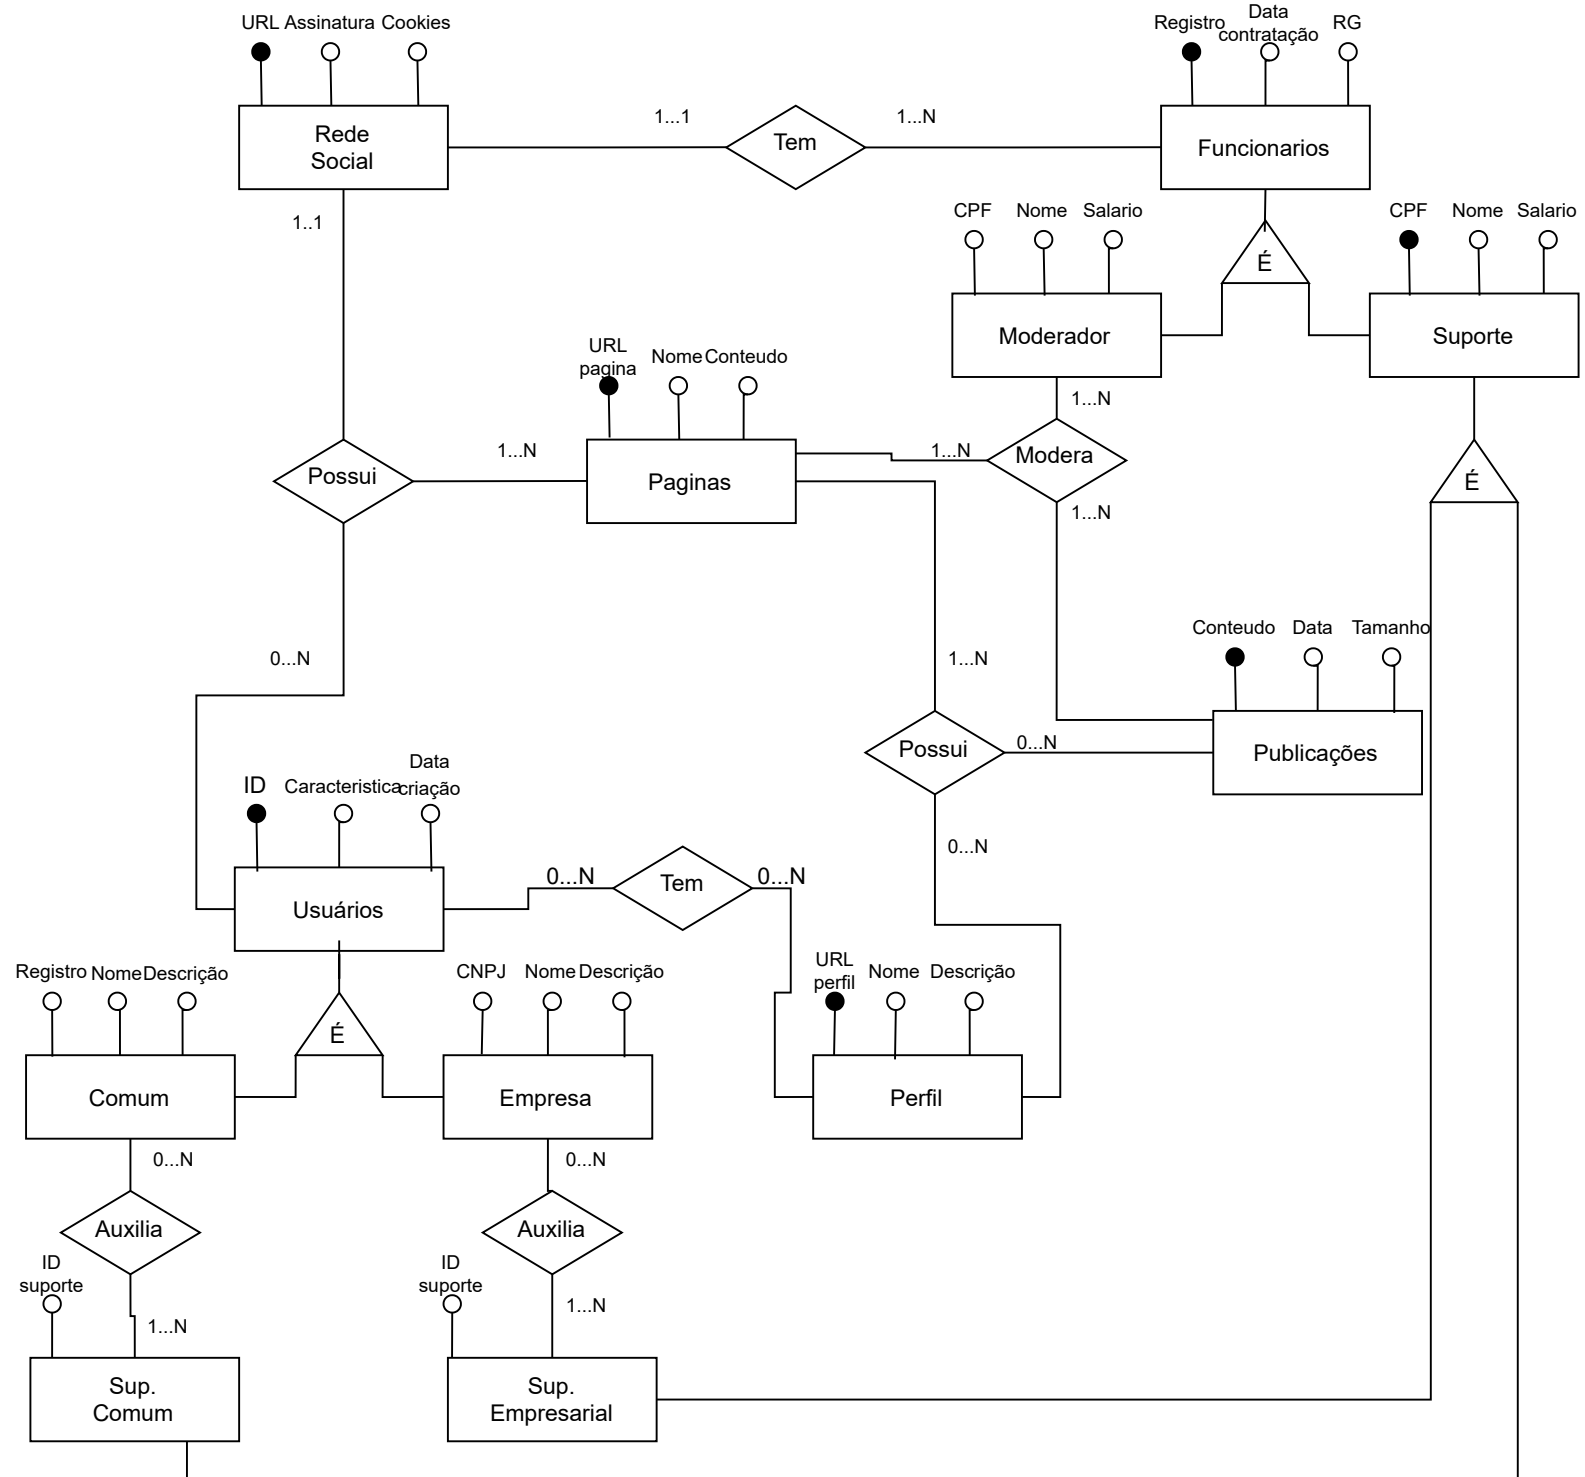 URL Assinatura Cookies
Registro
Data
contratação
RG
Rede
Social
1...1
Tem
1...N
Funcionarios
1..1
CPF Nome Salario
É
CPF Nome Salario
Moderador
Suporte
URL
pagina
Nome Conteudo
1...N
Possui
1...N
Paginas
1...N
Modera
1...N
É
0...N
1...N
Conteudo Data Tamanho
Possui
0...N
Publicações
0...N
ID
Caracteristica
Data
criação
Usuários
0...N
Tem
0...N
Registro Nome Descrição
É
CNPJ Nome Descrição
URL
perfil
Nome Descrição
Comum
Empresa
Perfil
0...N
0...N
Auxilia
Auxilia
ID
suporte
1...N
ID
suporte
1...N
Sup.
Comum
Sup.
Empresarial